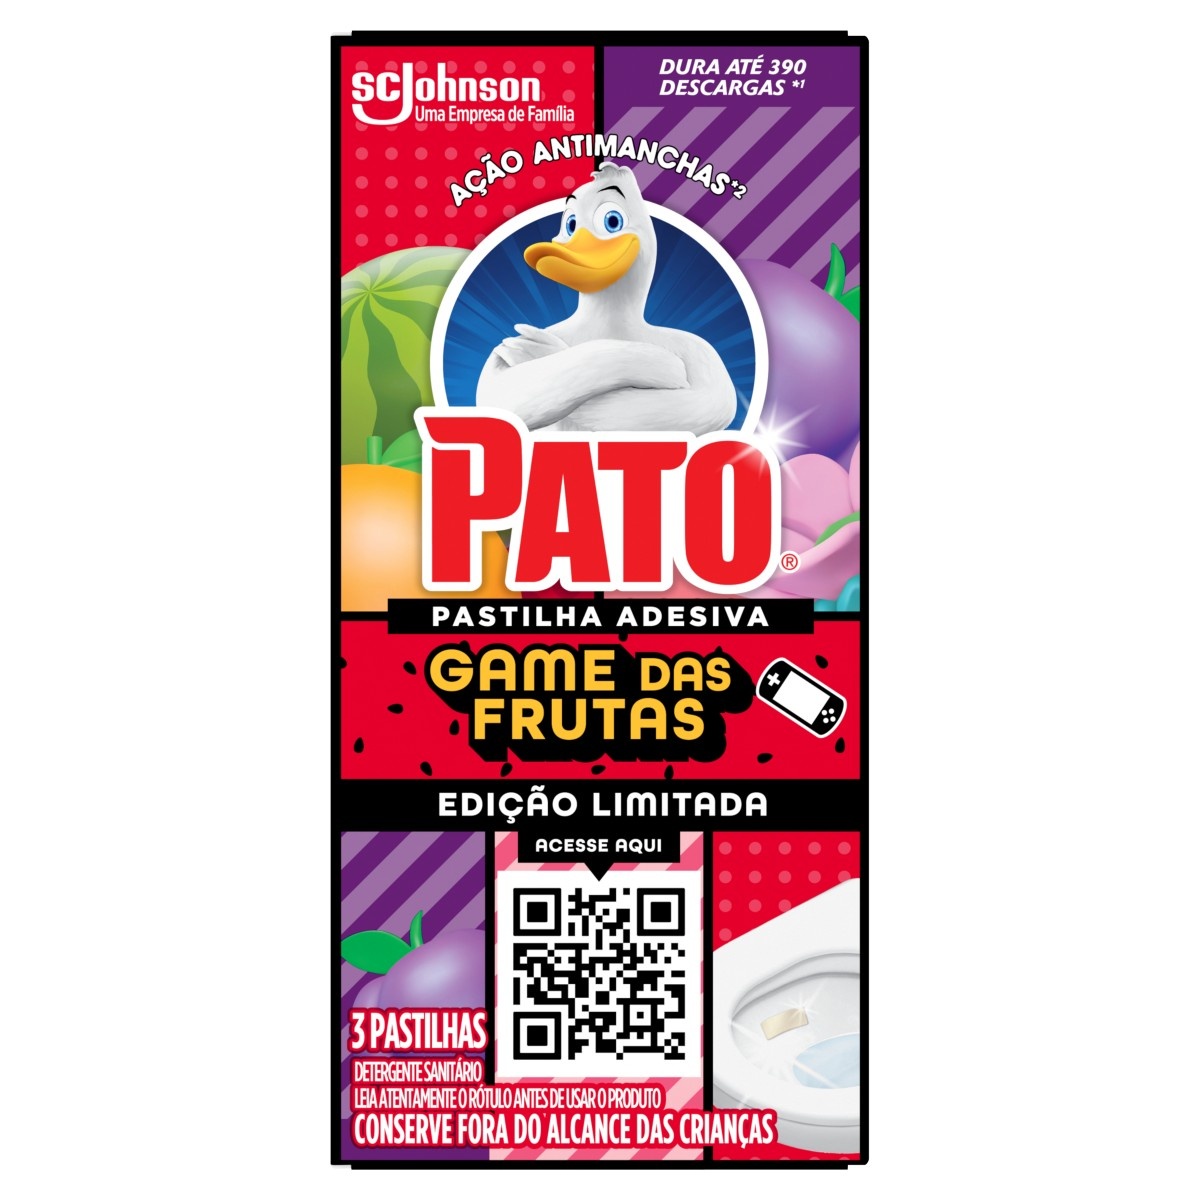 SCJohnson
Uma Empresa de Família
DURA ATÉ 390
DESCARGAS *1
AÇÃO ANTIMANCHAS*2
PATO®
PASTILHA ADESIVA
GAME DAS
FRUTAS
EDIÇÃO LIMITADA
ACESSE AQUI
3 PASTILHAS
DETERGENTE SANITÁRIO
LEIA ATENTAMENTE O RÓTULO ANTES DE USAR O PRODUTO
CONSERVE FORA DO ALCANCE DAS CRIANÇAS